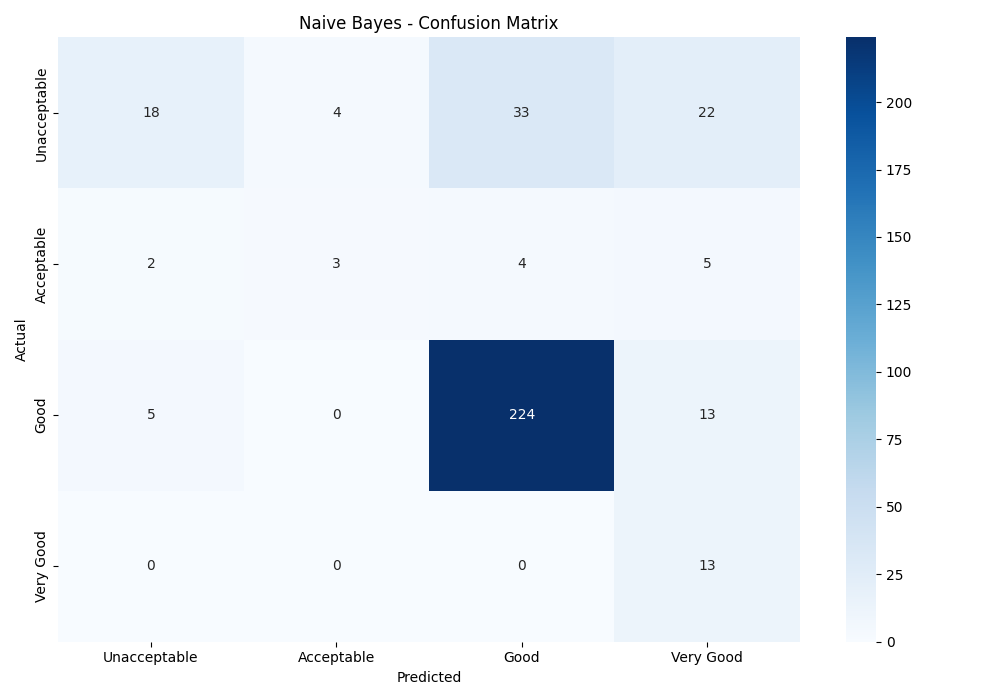 Naive Bayes - Confusion Matrix
Actual
Unacceptable
18 4 33 22
Acceptable
2 3 4 5
Good
5 0 224 13
Very Good
0 0 0 13
Unacceptable Acceptable Good Very Good
Predicted
200
175
150
125
100
75
50
25
0